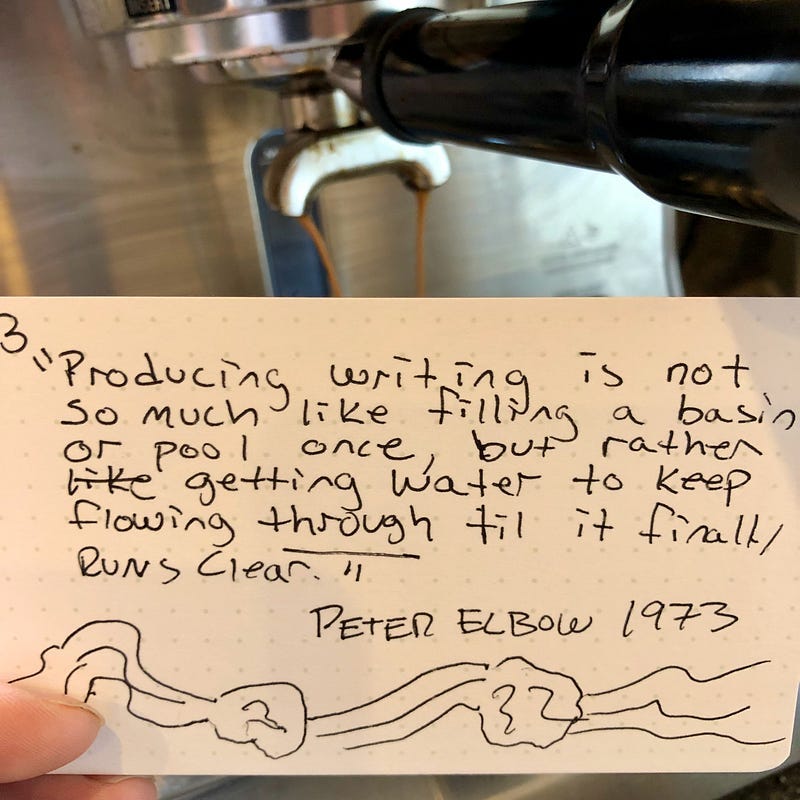 INSERT
3
"Producing writing is not
so much like filling a basin
or pool once, but rather
like getting water to keep
flowing through til it finally
RUNS Clear."
PETER ELBOW 1973